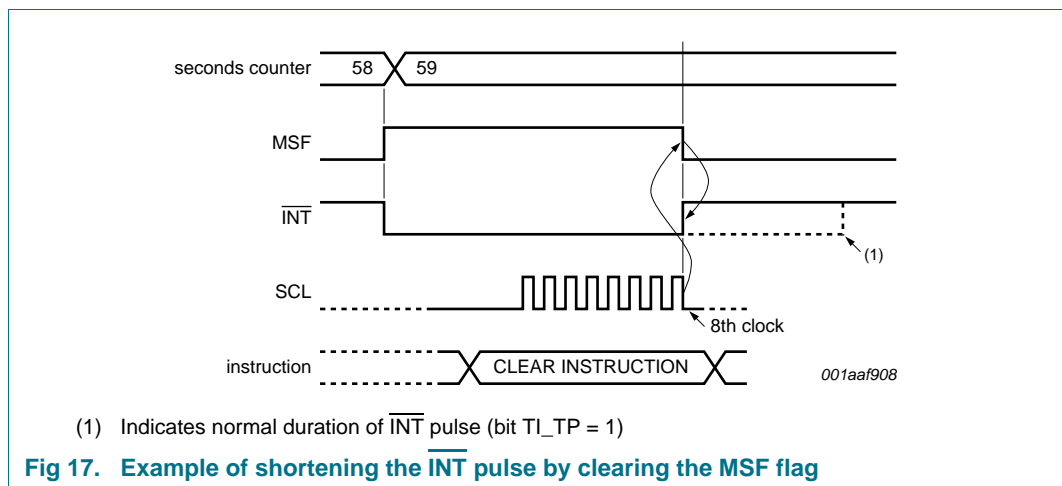 seconds counter 58 59
MSF
INT
(1)
SCL
8th clock
instruction CLEAR INSTRUCTION
001aaf908
(1) Indicates normal duration of INT pulse (bit TI_TP = 1)
Fig 17. Example of shortening the INT pulse by clearing the MSF flag